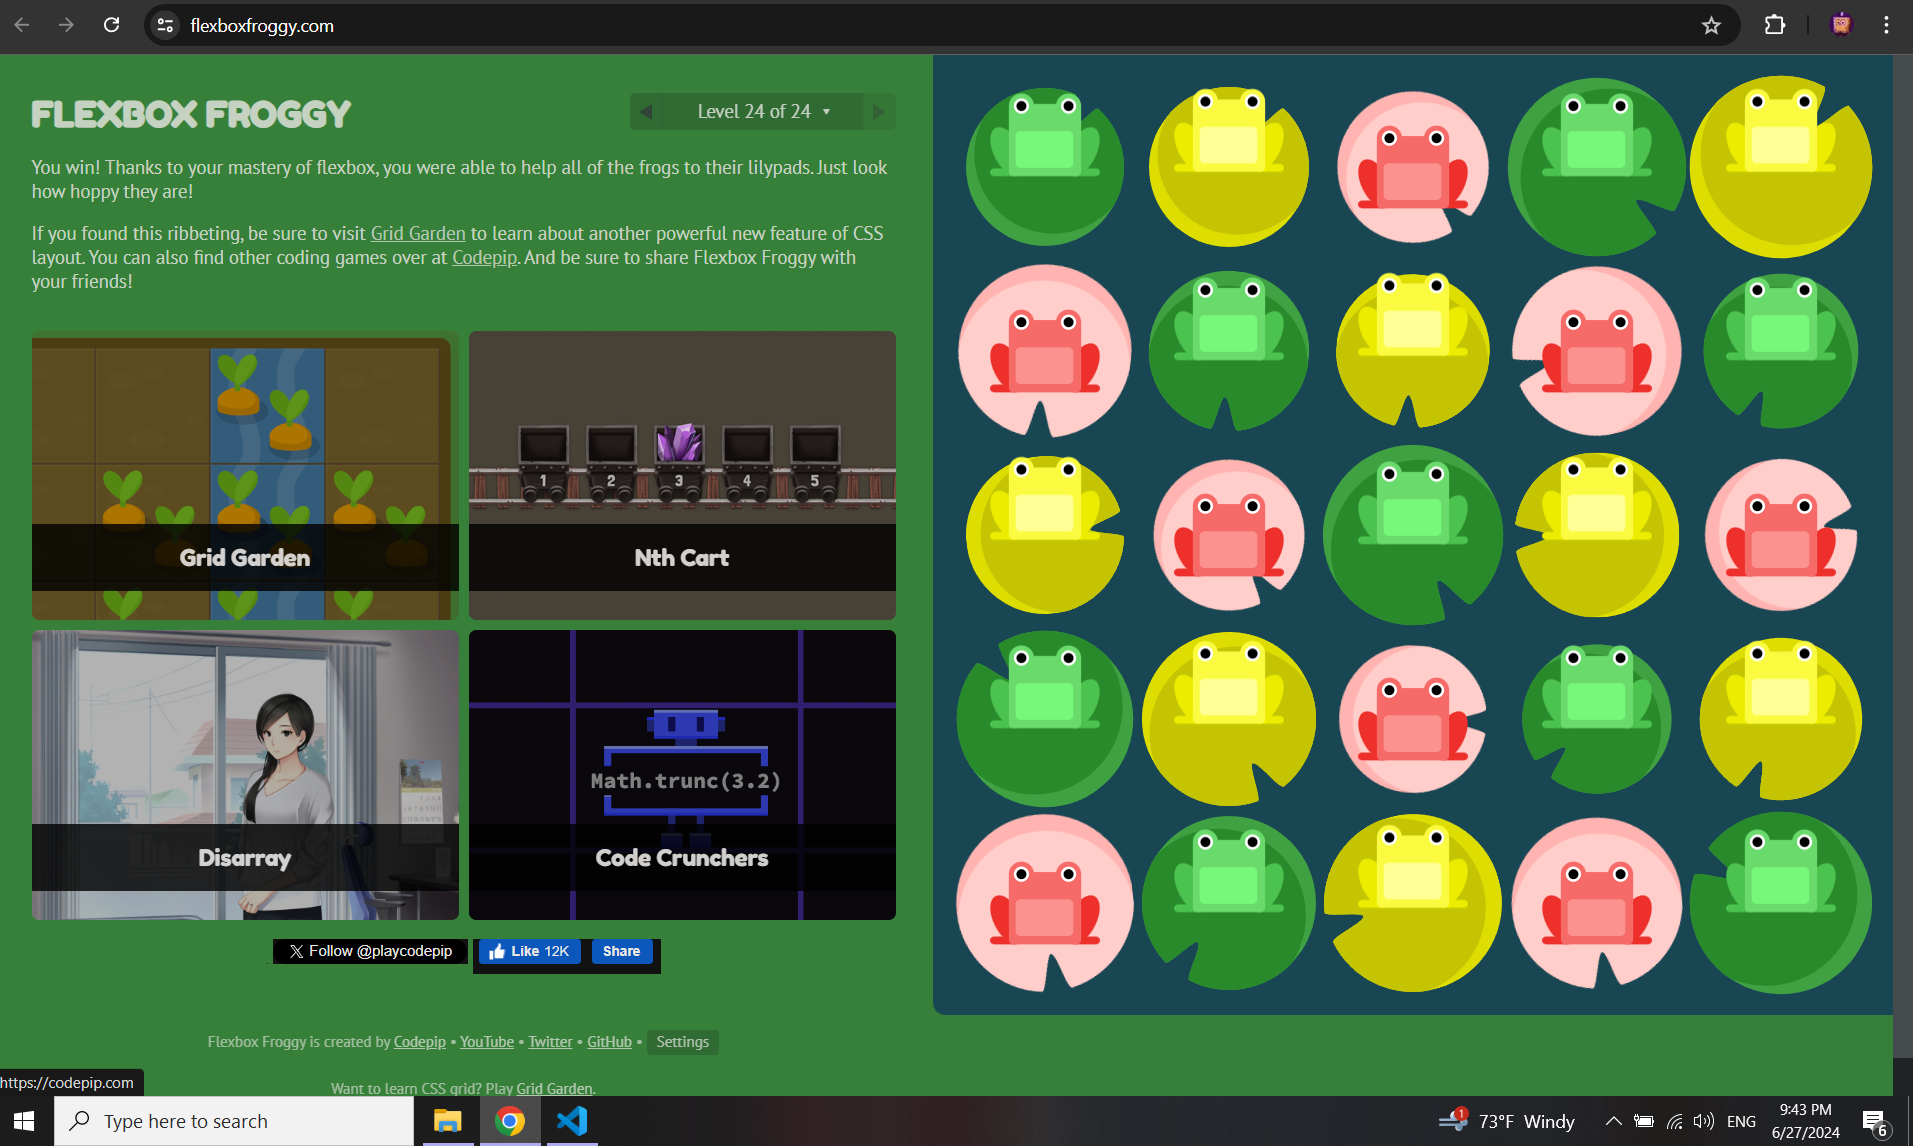 flexboxfroggy.com
FLEXBOX FROGGY
Level 24 of 24
You win! Thanks to your mastery of flexbox, you were able to help all of the frogs to their lilypads. Just look
how hoppy they are!
If you found this ribbeting, be sure to visit Grid Garden to learn about another powerful new feature of CSS
layout. You can also find other coding games over at Codepip. And be sure to share Flexbox Froggy with
your friends!
1 2 3 4 5
Grid Garden
Nth Cart
Math.trunc(3.2)
Disarray
Code Crunchers
Follow @playcodepip
Like 12K
Share
Flexbox Froggy is created by Codepip • YouTube • Twitter • GitHub • Settings
https://codepip.com
Want to learn CSS grid? Play Grid Garden.
Type here to search
1
73°F Windy
ENG
9:43 PM
6/27/2024
6